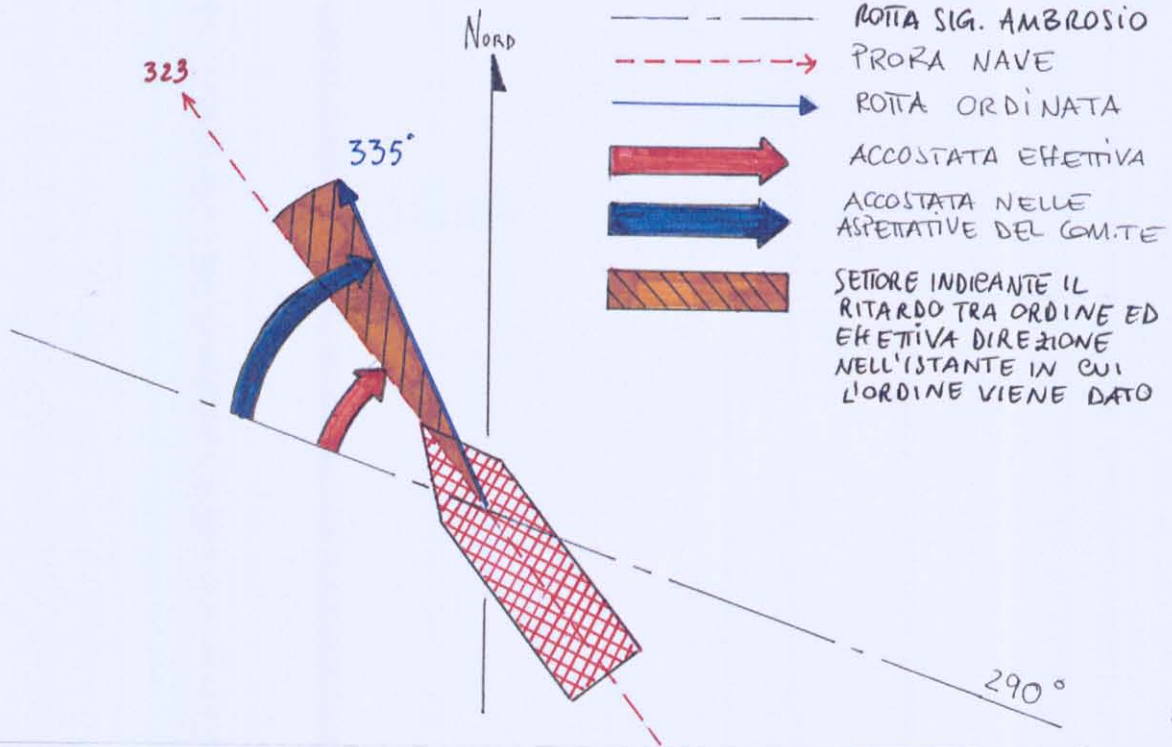 NORD
323
335°
290°
ROTTA SIG. AMBROSIO
PRORA NAVE
ROTTA ORDINATA
ACCOSTATA EFFETTIVA
ACCOSTATA NELLE
ASPETTATIVE DEL COM.TE
SETTORE INDICANTE IL
RITARDO TRA ORDINE ED
EFFETTIVA DIREZIONE
NELL'ISTANTE IN CUI
L'ORDINE VIENE DATO